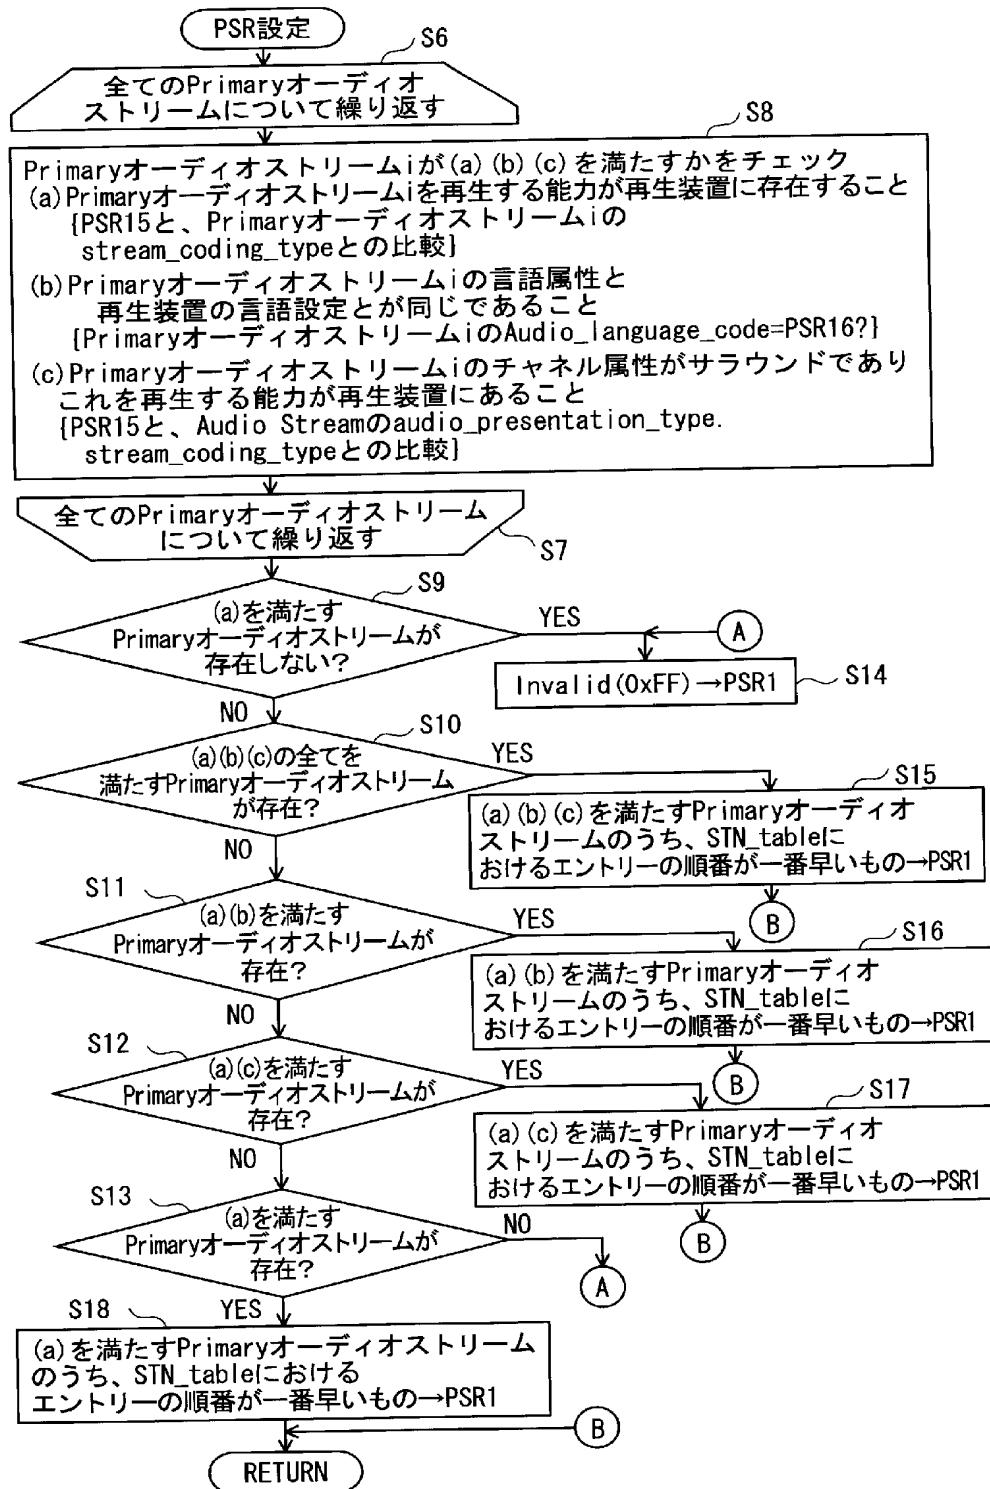 PSR設定
S6
全てのPrimaryオーディオ
ストリームについて繰り返す
S8
Primaryオーディオストリームiが(a)(b)(c)を満たすかをチェック
(a)Primaryオーディオストリームiを再生する能力が再生装置に存在すること
{PSR15と、Primaryオーディオストリームiの
stream_coding_typeとの比較}
(b)Primaryオーディオストリームiの言語属性と
再生装置の言語設定とが同じであること
{PrimaryオーディオストリームiのAudio_language_code=PSR16?}
(c)Primaryオーディオストリームiのチャネル属性がサラウンドであり
これを再生する能力が再生装置にあること
{PSR15と、Audio Streamのaudio_presentation_type.
stream_coding_typeとの比較}
全てのPrimaryオーディオストリーム
について繰り返す
S7
S9
(a)を満たす
Primaryオーディオストリームが
存在しない?
YES
A
Invalid(0xFF)→PSR1
S14
NO
S10
(a)(b)(c)の全てを
満たすPrimaryオーディオストリーム
が存在?
YES
S15
(a)(b)(c)を満たすPrimaryオーディオ
ストリームのうち、STN_tableに
おけるエントリーの順番が一番早いもの→PSR1
B
NO
S11
(a)(b)を満たす
Primaryオーディオストリームが
存在?
YES
S16
(a)(b)を満たすPrimaryオーディオ
ストリームのうち、STN_tableに
おけるエントリーの順番が一番早いもの→PSR1
B
NO
S12
(a)(c)を満たす
Primaryオーディオストリームが
存在?
YES
S17
(a)(c)を満たすPrimaryオーディオ
ストリームのうち、STN_tableに
おけるエントリーの順番が一番早いもの→PSR1
B
NO
S13
(a)を満たす
Primaryオーディオストリームが
存在?
NO
A
YES
S18
(a)を満たすPrimaryオーディオストリーム
のうち、STN_tableにおける
エントリーの順番が一番早いもの→PSR1
B
RETURN